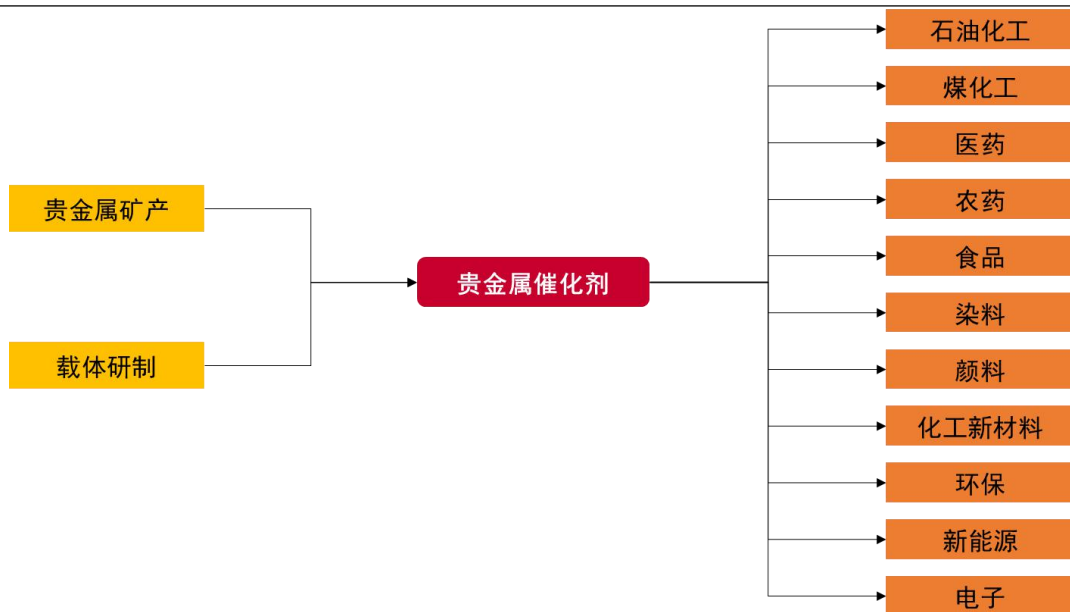 贵金属矿产
载体研制
贵金属催化剂
石油化工
煤化工
医药
农药
食品
染料
颜料
化工新材料
环保
新能源
电子